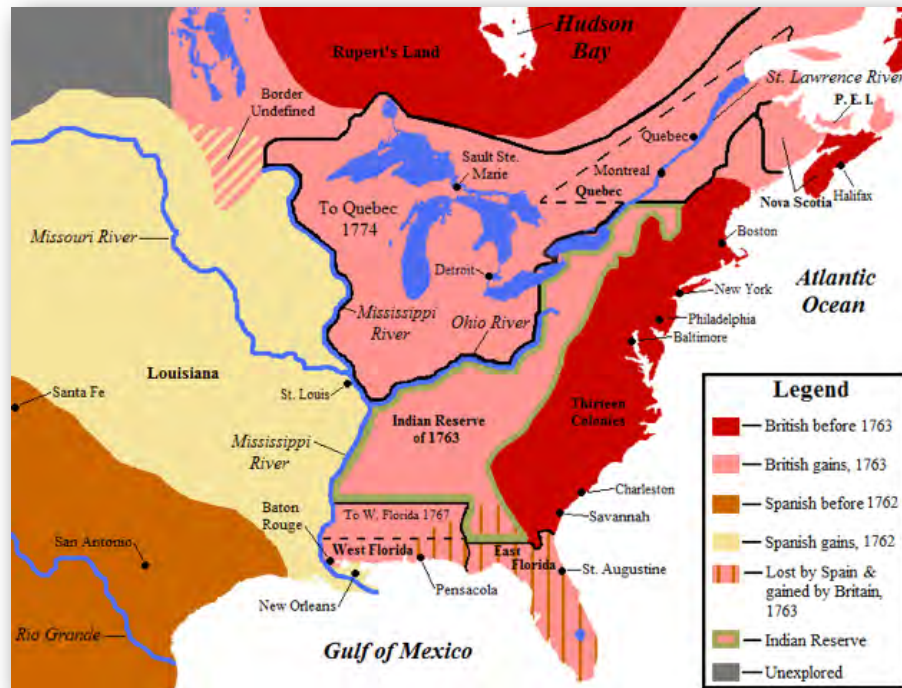 Hudson
Bay
Rupert's Land
St. Lawrence River
Border
Undefined
P. E. I.
Quebec
Sault Ste.
Marie
Montreal
Quebec
Halifax
Nova Scotia
To Quebec
1774
Boston
Missouri River
Detroit
Atlantic
Ocean
New York
Mississippi
River
Ohio River
Philadelphia
Baltimore
Louisiana
St. Louis
Santa Fe
Indian Reserve
of 1763
Thirteen
Colonies
Mississippi
River
Charleston
Savannah
Baton
Rouge
To W. Florida 1767
West Florida
East
Florida
San Antonio
St. Augustine
Pensacola
New Orleans
Rio Grande
Gulf of Mexico
Legend
British before 1763
British gains, 1763
Spanish before 1762
Spanish gains, 1762
Lost by Spain &
gained by Britain,
1763
Indian Reserve
Unexplored